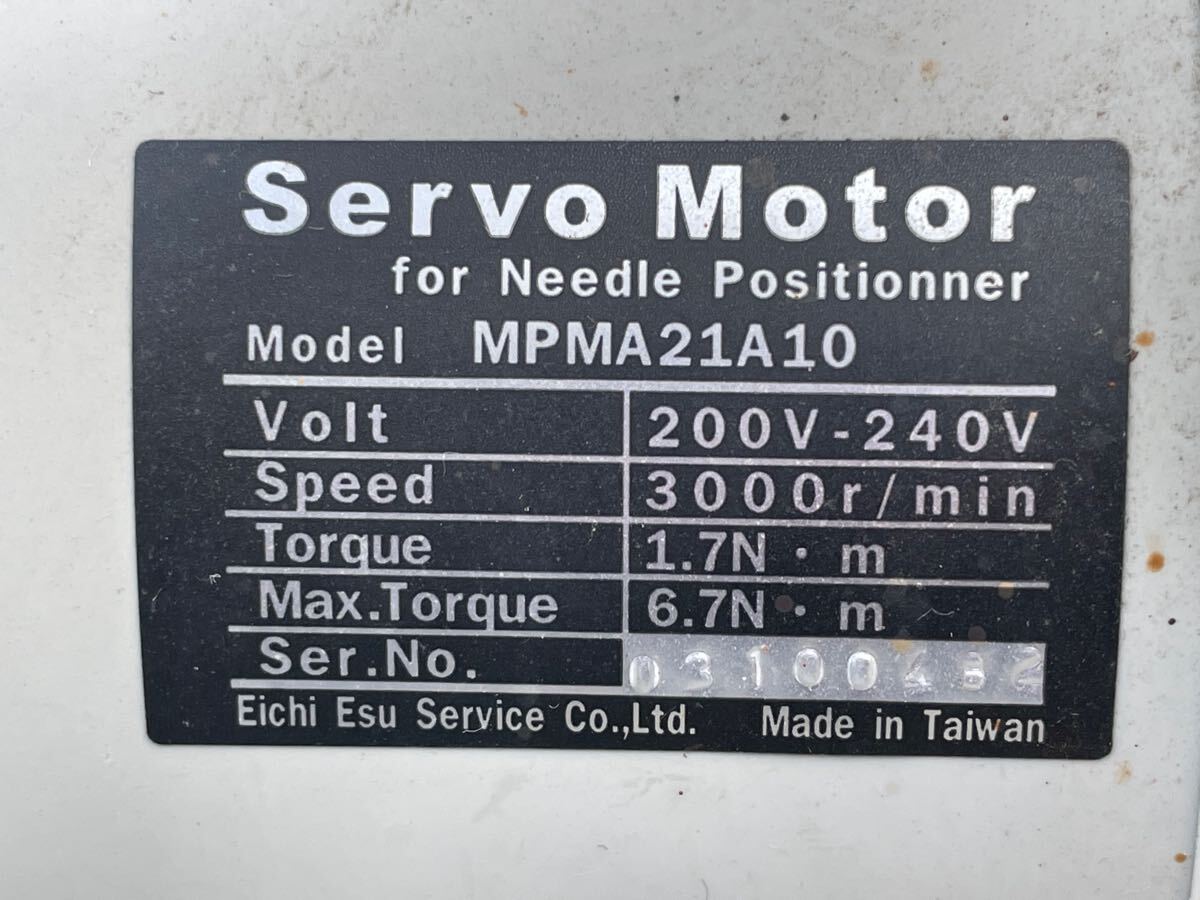 Servo Motor
for Needle Positionner
Model MPMA21A10
Volt 200V-240V
Speed 3000r/min
Torque 1.7N・m
Max.Torque 6.7N・m
Ser.No.
Eichi Esu Service Co.,Ltd. Made in Taiwan